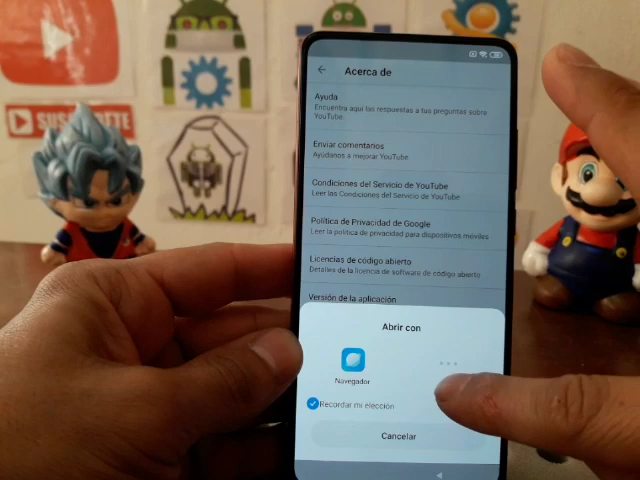 SUSCRÍBETE
Acerca de
Ayuda
Encuentra aquí las respuestas a tus preguntas sobre
YouTube.
Enviar comentarios
Ayúdanos a mejorar YouTube
Condiciones del Servicio de YouTube
Leer las Condiciones del Servicio de YouTube
Política de Privacidad de Google
Leer la política de privacidad para dispositivos móviles
Licencias de código abierto
Detalles de la licencia de software de código abierto
Versión de la aplicación
Abrir con
Navegador
Recordar mi elección
Cancelar